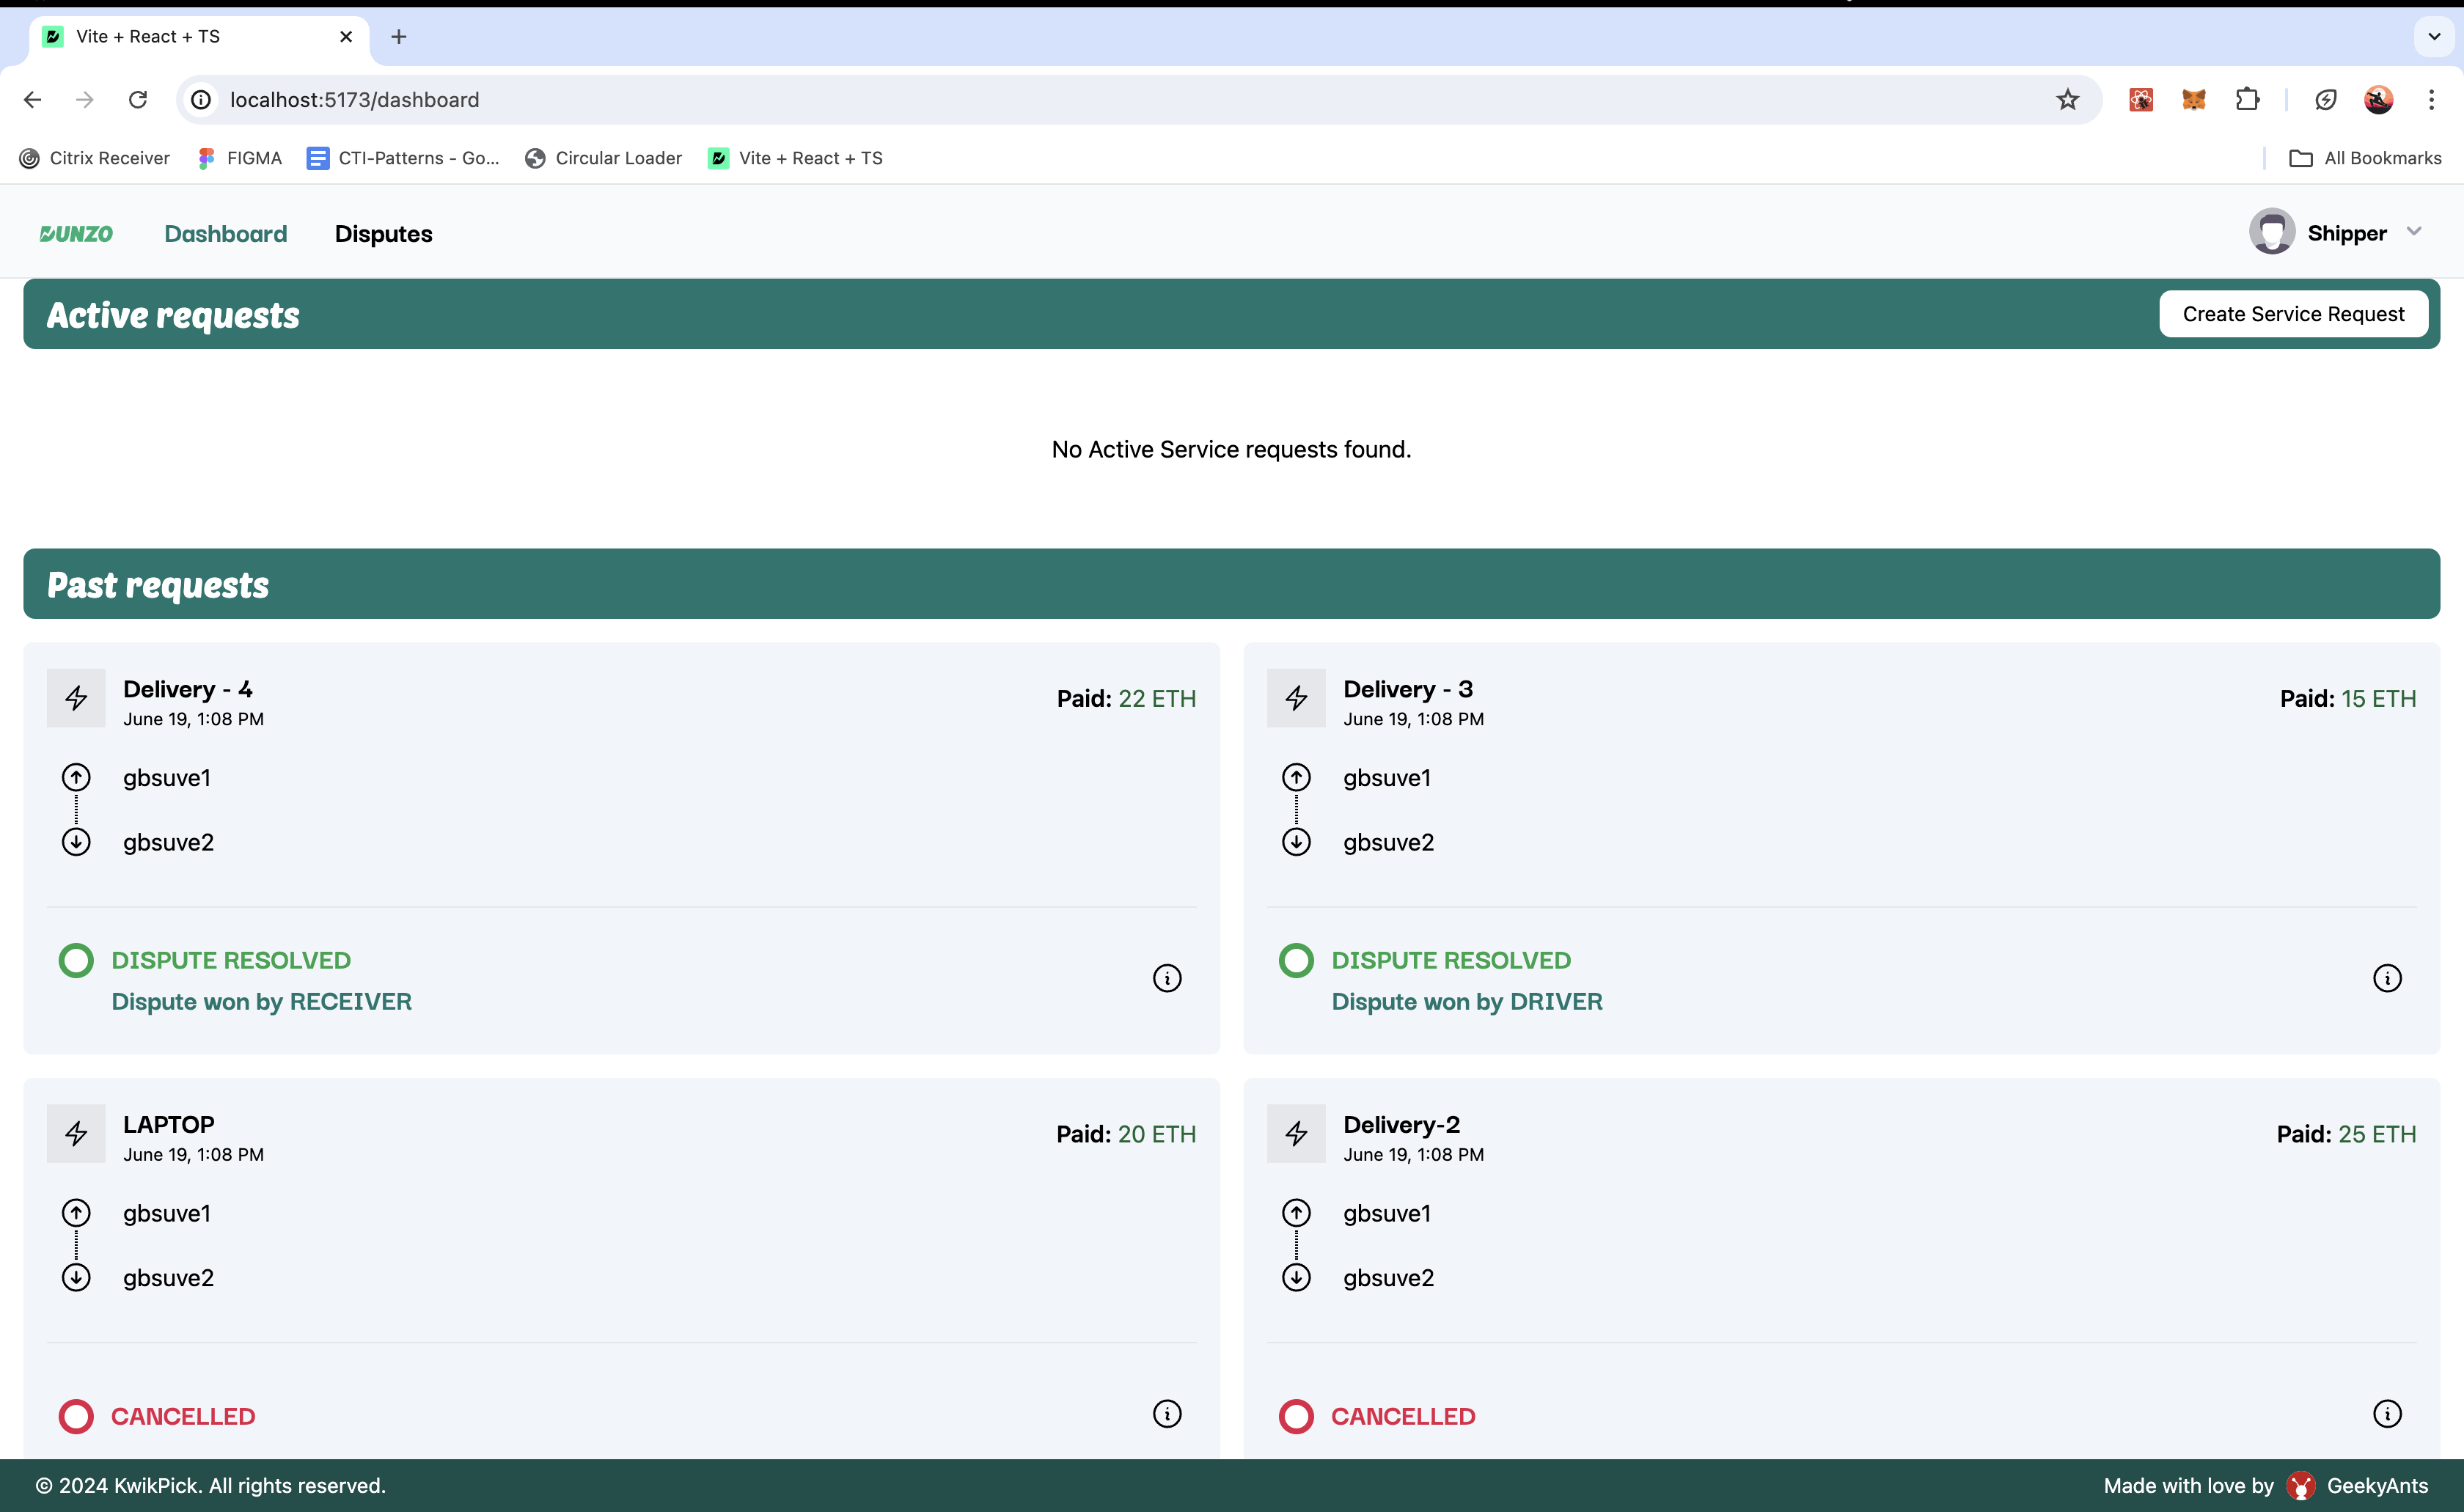 Vite + React + TS
localhost:5173/dashboard
Citrix Receiver FIGMA CTI-Patterns - Go... Circular Loader Vite + React + TS All Bookmarks
DUNZO Dashboard Disputes Shipper
Active requests Create Service Request
No Active Service requests found.
Past requests
Delivery - 4
June 19, 1:08 PM
Paid: 22 ETH
gbsuve1
gbsuve2
DISPUTE RESOLVED
Dispute won by RECEIVER
Delivery - 3
June 19, 1:08 PM
Paid: 15 ETH
gbsuve1
gbsuve2
DISPUTE RESOLVED
Dispute won by DRIVER
LAPTOP
June 19, 1:08 PM
Paid: 20 ETH
gbsuve1
gbsuve2
CANCELLED
Delivery-2
June 19, 1:08 PM
Paid: 25 ETH
gbsuve1
gbsuve2
CANCELLED
© 2024 KwikPick. All rights reserved. Made with love by GeekyAnts